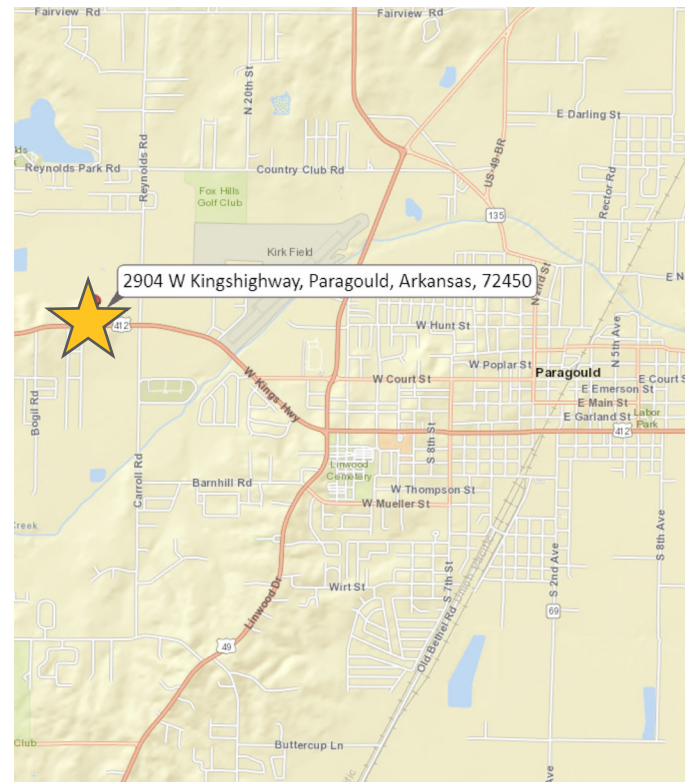 Fairview Rd
Fairview Rd
N 20th St
US-49-BR
E Darling St
Reynolds Rd
Rector Rd
Reynolds Park Rd
Country Club Rd
135
Fox Hills
Golf Club
Kirk Field
N 2nd St
E N
2904 W Kingshighway, Paragould, Arkansas, 72450
412
W Hunt St
N 5th Ave
W Poplar St
Paragould
W Kings Hwy
W Court St
E Court S
E Emerson St
E Main St
Bogil Rd
E Garland St
Labor
Park
412
S 8th St
Linwood
Cemetery
Carroll Rd
Barnhill Rd
W Thompson St
W Mueller St
Creek
S 8th Ave
Wirt St
S 7th St
S 2nd Ave
Union Pacific
Linwood Dr
69
49
Old Bethel Rd
Club
Buttercup Ln
Ave